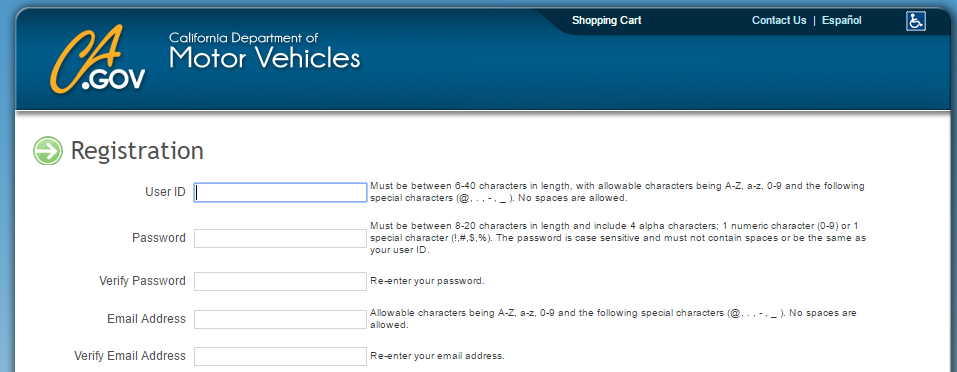 Shopping Cart
Contact Us | Español
CA
.GOV
California Department of
Motor Vehicles
Registration
User ID
Must be between 6-40 characters in length, with allowable characters being A-Z, a-z, 0-9 and the following
special characters (@, . , - , _ ). No spaces are allowed.
Password
Must be between 8-20 characters in length and include 4 alpha characters; 1 numeric character (0-9) or 1
special character (!,#,$,%). The password is case sensitive and must not contain spaces or be the same as
your user ID.
Verify Password
Re-enter your password.
Email Address
Allowable characters being A-Z, a-z, 0-9 and the following special characters (@, . , - , _ ). No spaces are
allowed.
Verify Email Address
Re-enter your email address.